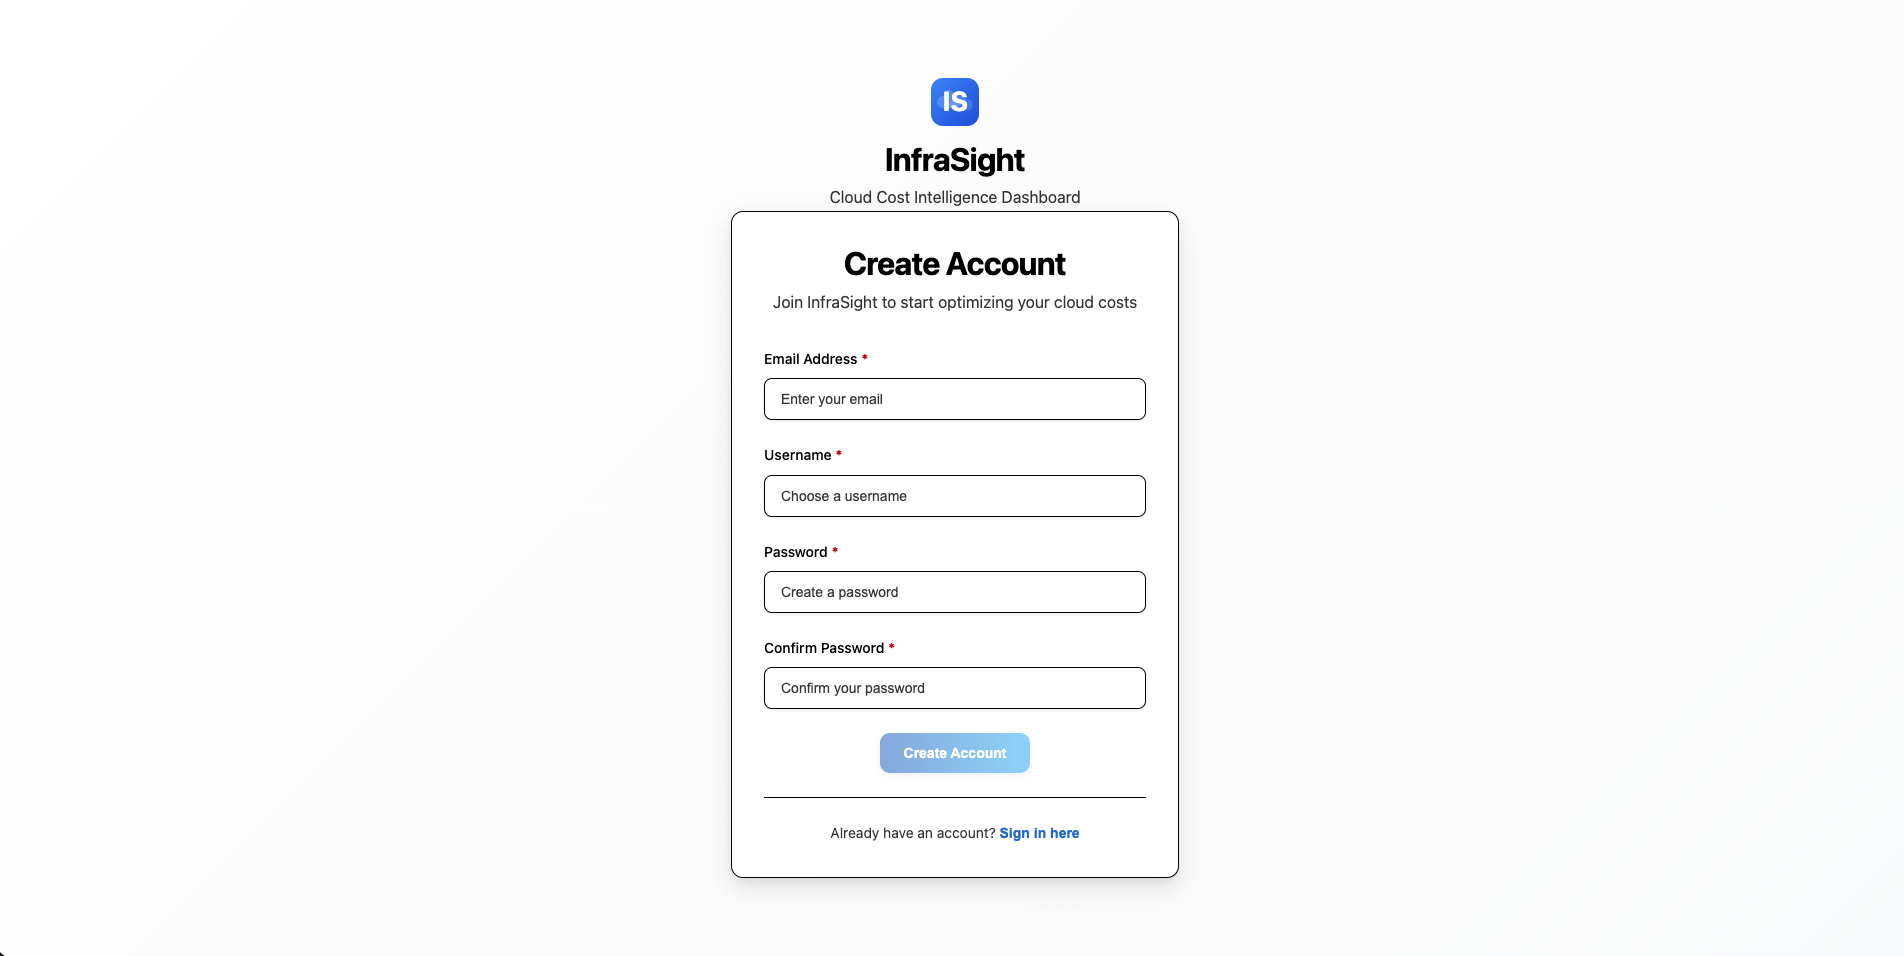 IS
InfraSight
Cloud Cost Intelligence Dashboard
Create Account
Join InfraSight to start optimizing your cloud costs
Email Address *
Enter your email
Username *
Choose a username
Password *
Create a password
Confirm Password *
Confirm your password
Create Account
Already have an account? Sign in here